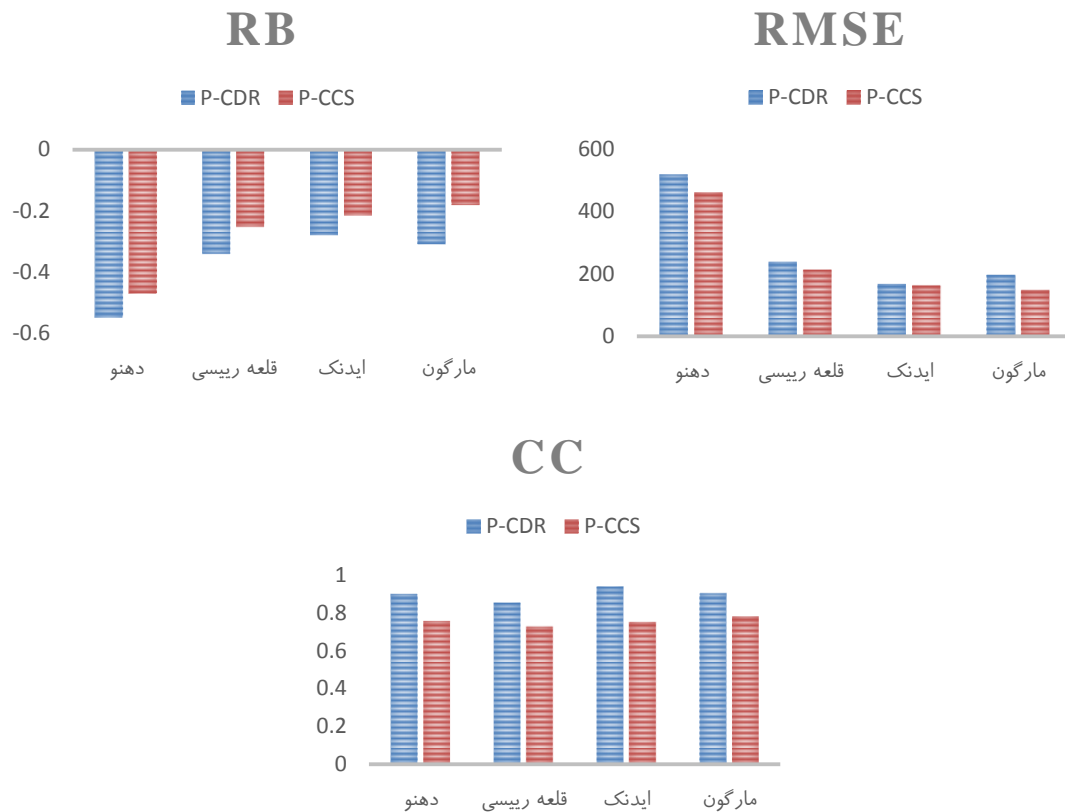 RB
P-CDR P-CCS
0
-0.2
-0.4
-0.6
دهنو قلعه رییسی ایدنک مارگون
RMSE
P-CDR P-CCS
600
400
200
0
دهنو قلعه رییسی ایدنک مارگون
CC
P-CDR P-CCS
1
0.8
0.6
0.4
0.2
0
دهنو قلعه رییسی ایدنک مارگون